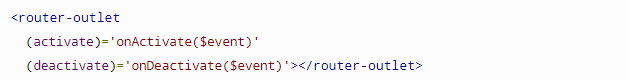 <router-outlet
(activate)='onActivate($event)'
(deactivate)='onDeactivate($event)'></router-outlet>